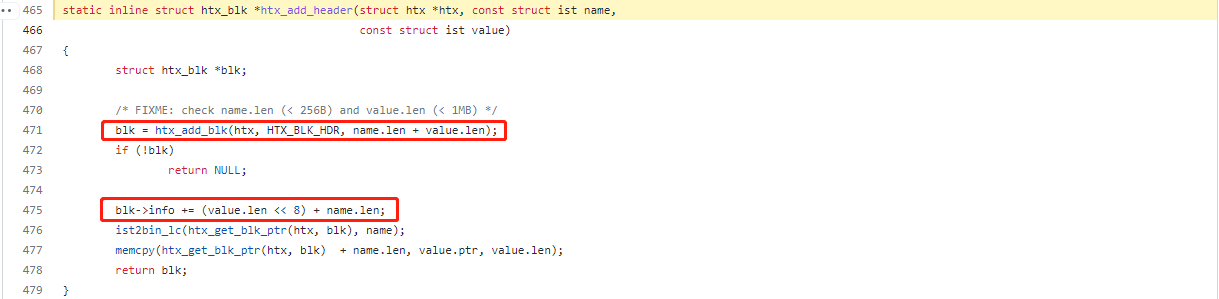 465 static inline struct htx_blk *htx_add_header(struct htx *htx, const struct ist name,
466 const struct ist value)
467 {
468 struct htx_blk *blk;
469
470 /* FIXME: check name.len (< 256B) and value.len (< 1MB) */
471 blk = htx_add_blk(htx, HTX_BLK_HDR, name.len + value.len);
472 if (!blk)
473 return NULL;
474
475 blk->info += (value.len << 8) + name.len;
476 ist2bin_lc(htx_get_blk_ptr(htx, blk), name);
477 memcpy(htx_get_blk_ptr(htx, blk) + name.len, value.ptr, value.len);
478 return blk;
479 }